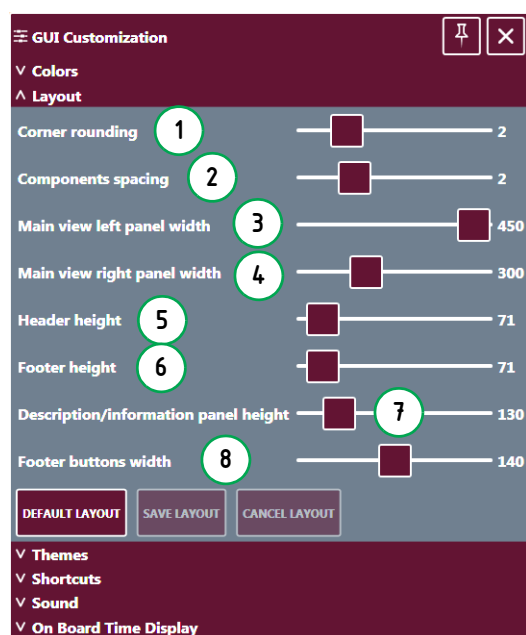 GUI Customization
Colors
Layout
Corner rounding 1 2
Components spacing 2 2
Main view left panel width 3 450
Main view right panel width 4 300
Header height 5 71
Footer height 6 71
Description/information panel height 7 130
Footer buttons width 8 140
DEFAULT LAYOUT SAVE LAYOUT CANCEL LAYOUT
Themes
Shortcuts
Sound
On Board Time Display